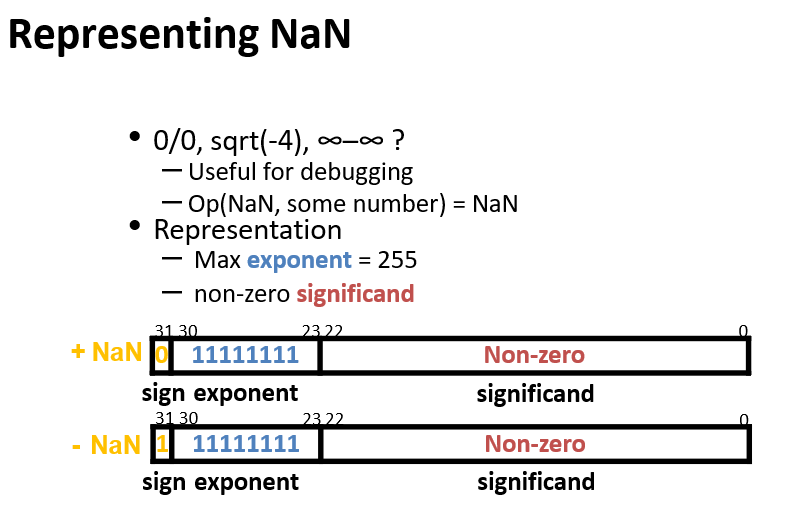 Representing NaN
• 0/0, sqrt(-4), ∞–∞ ?
– Useful for debugging
– Op(NaN, some number) = NaN
• Representation
– Max exponent = 255
– non-zero significand
31 30 23 22 0
+ NaN 0 11111111 Non-zero
sign exponent significand
31 30 23 22 0
- NaN 1 11111111 Non-zero
sign exponent significand